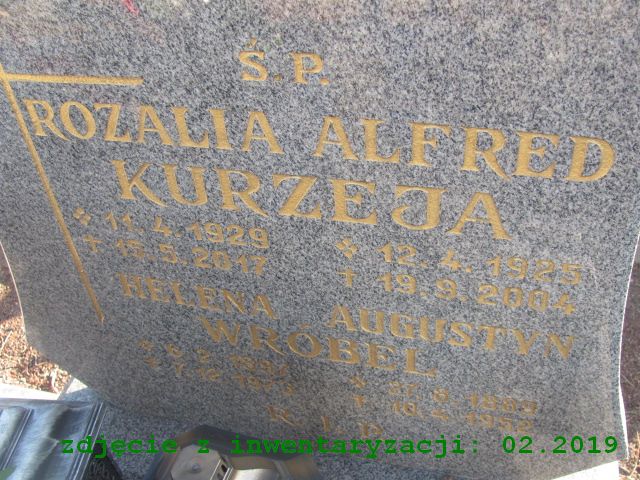 Ś.P.
ROZALIA ALFRED
KURZEJA
* 11.4.1929 * 12.4.1925
† 15.5.2017 † 19.9.2004
HELENA AUGUSTYN
WRÓBEL
zdjęcie z inwentaryzacji: 02.2019